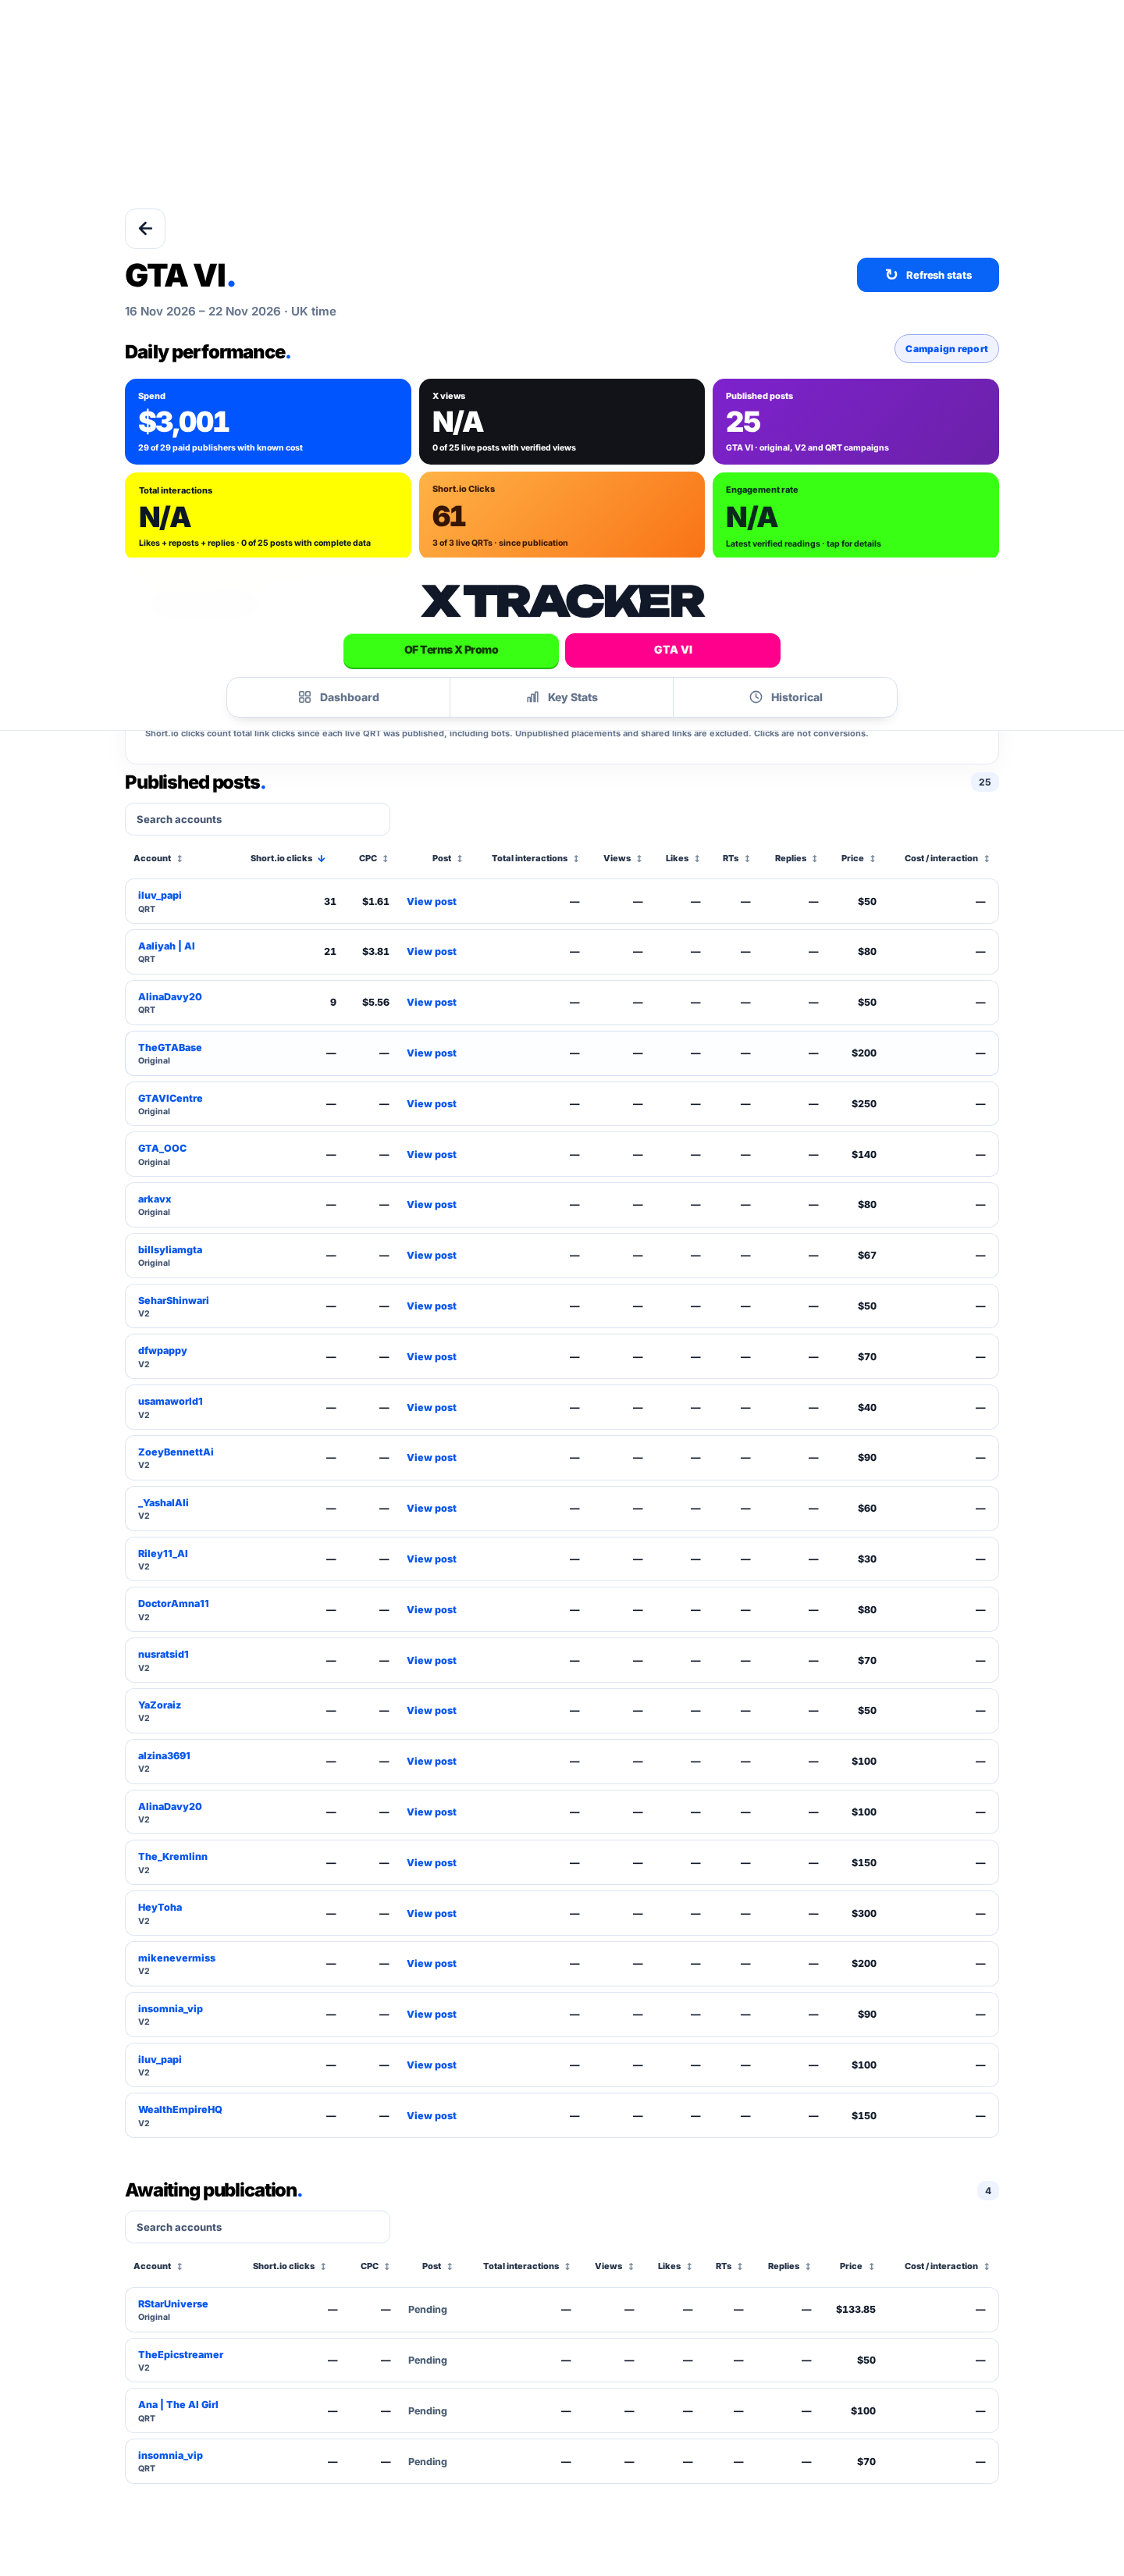 GTA VI.
Refresh stats
16 Nov 2026 – 22 Nov 2026 · UK time
Daily performance.
Campaign report
Spend
$3,001
29 of 29 paid publishers with known cost
X views
N/A
0 of 25 live posts with verified views
Published posts
25
GTA VI · original, V2 and QRT campaigns
Total interactions
N/A
Likes + reposts + replies · 0 of 25 posts with complete data
Short.io Clicks
61
3 of 3 live QRTs · since publication
Engagement rate
N/A
Latest verified readings · tap for details
X TRACKER
OF Terms X Promo
GTA VI
Dashboard
Key Stats
Historical
Short.io clicks count total link clicks since each live QRT was published, including bots. Unpublished placements and shared links are excluded. Clicks are not conversions.
Published posts.
25
Search accounts
Account ↕ Short.io clicks ↓ CPC ↕ Post ↕ Total interactions ↕ Views ↕ Likes ↕ RTs ↕ Replies ↕ Price ↕ Cost / interaction ↕
iluv_papi 31 $1.61 View post — — — — — $50 —
QRT
Aaliyah | AI 21 $3.81 View post — — — — — $80 —
QRT
AlinaDavy20 9 $5.56 View post — — — — — $50 —
QRT
TheGTABase — — View post — — — — — $200 —
Original
GTAVICentre — — View post — — — — — $250 —
Original
GTA_OOC — — View post — — — — — $140 —
Original
arkavx — — View post — — — — — $80 —
Original
billsyliamgta — — View post — — — — — $67 —
Original
SeharShinwari — — View post — — — — — $50 —
V2
dfwpappy — — View post — — — — — $70 —
V2
usamaworld1 — — View post — — — — — $40 —
V2
ZoeyBennettAi — — View post — — — — — $90 —
V2
_YashalAli — — View post — — — — — $60 —
V2
Riley11_AI — — View post — — — — — $30 —
V2
DoctorAmna11 — — View post — — — — — $80 —
V2
nusratsid1 — — View post — — — — — $70 —
V2
YaZoraiz — — View post — — — — — $50 —
V2
alzina3691 — — View post — — — — — $100 —
V2
AlinaDavy20 — — View post — — — — — $100 —
V2
The_Kremlinn — — View post — — — — — $150 —
V2
HeyToha — — View post — — — — — $300 —
V2
mikenevermiss — — View post — — — — — $200 —
V2
insomnia_vip — — View post — — — — — $90 —
V2
iluv_papi — — View post — — — — — $100 —
V2
WealthEmpireHQ — — View post — — — — — $150 —
V2
Awaiting publication.
4
Search accounts
Account ↕ Short.io clicks ↕ CPC ↕ Post ↕ Total interactions ↕ Views ↕ Likes ↕ RTs ↕ Replies ↕ Price ↕ Cost / interaction ↕
RStarUniverse — — Pending — — — — — $133.85 —
Original
TheEpicstreamer — — Pending — — — — — $50 —
V2
Ana | The AI Girl — — Pending — — — — — $100 —
QRT
insomnia_vip — — Pending — — — — — $70 —
QRT